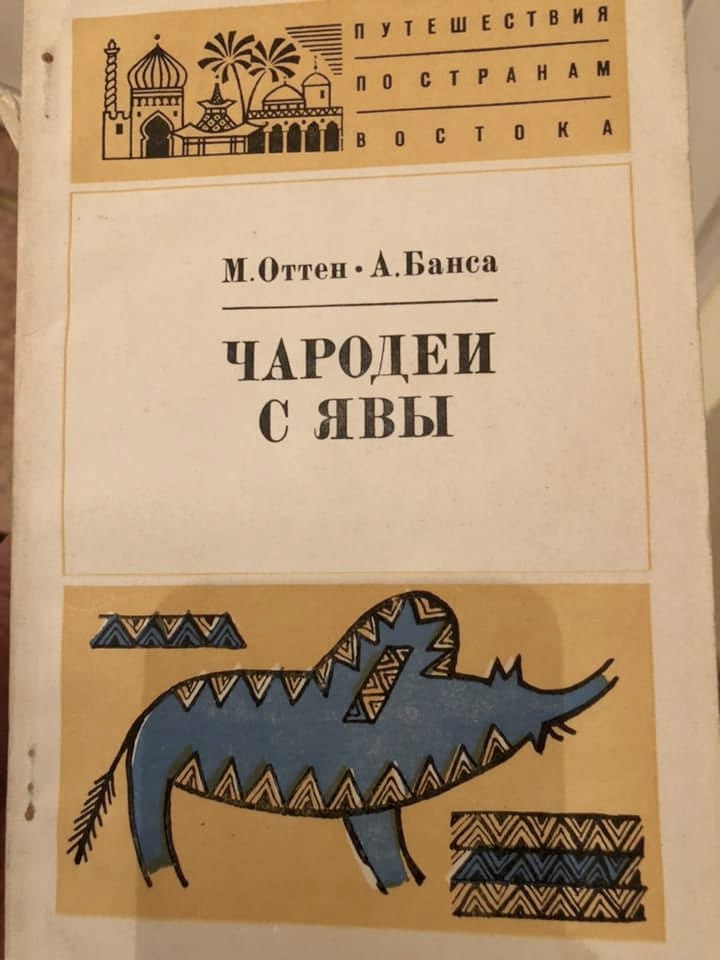 ПУТЕШЕСТВИЯ
ПО СТРАНАМ
ВОСТОКА
М.Оттен • А.Банса
ЧАРОДЕИ
С ЯВЫ